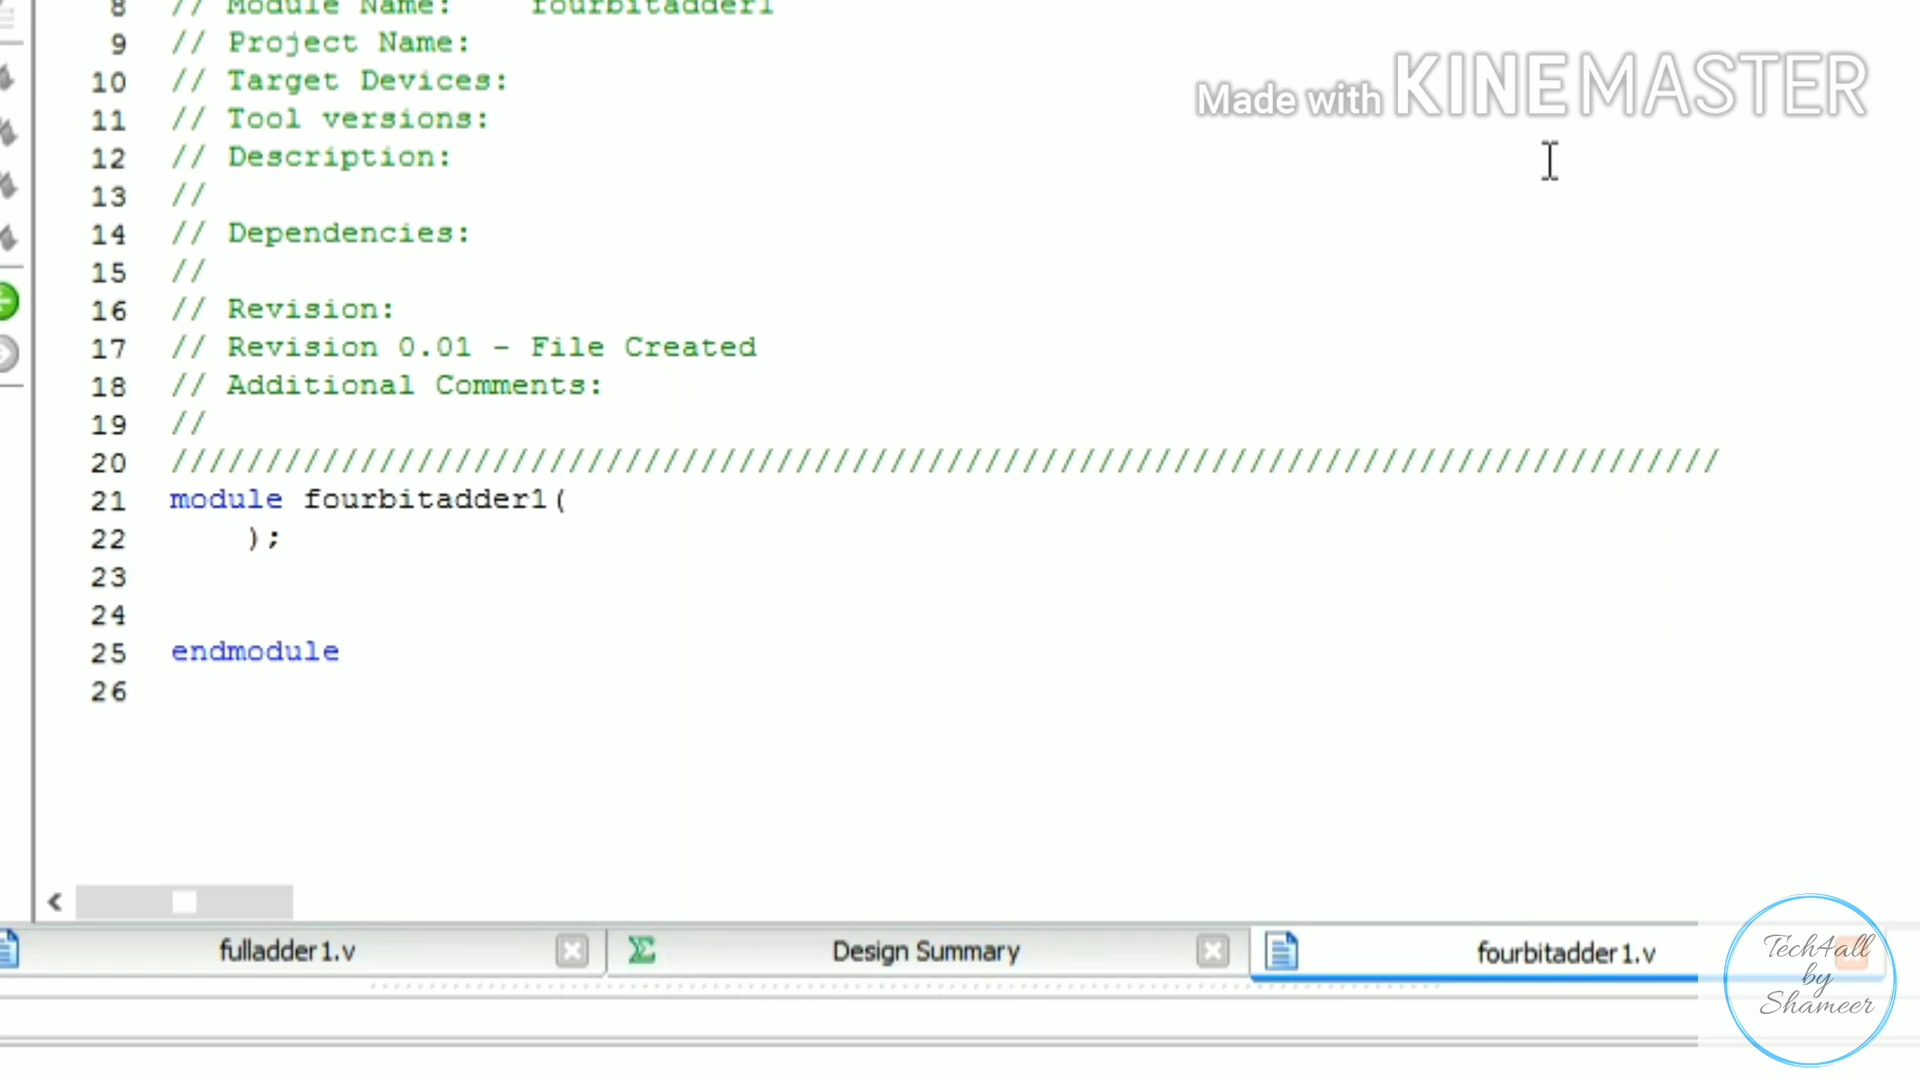 8 // Module Name: fourbitadder1
9 // Project Name:
10 // Target Devices:
11 // Tool versions:
12 // Description:
13 //
14 // Dependencies:
15 //
16 // Revision:
17 // Revision 0.01 - File Created
18 // Additional Comments:
19 //
20 //////////////////////////////////////////////////////////////////////////////////
21 module fourbitadder1(
22 );
23
24
25 endmodule
26
Made with KINEMASTER
fulladder1.v
Design Summary
fourbitadder1.v
Tech4all
by
Shameer